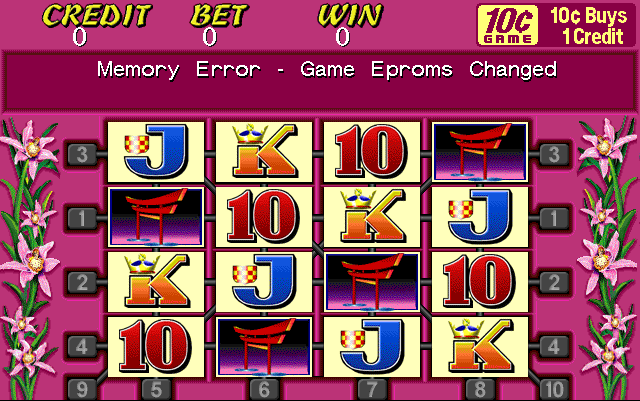 CREDIT BET WIN
0 0 0
10¢ GAME
10¢ Buys
1 Credit
Memory Error - Game Eproms Changed
3 J K 10 3
1 10 K J 1
2 K J 10 2
4 10 J K 4
9 5 6 7 8 10